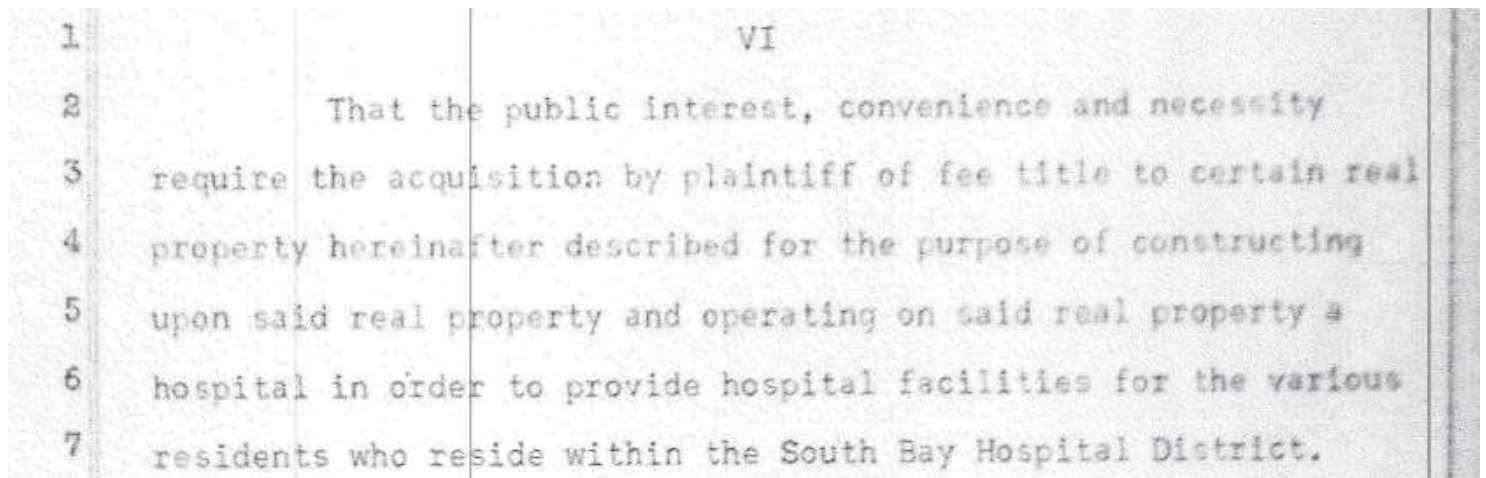 1 VI
2 That the public interest, convenience and necessity
3 require the acquisition by plaintiff of fee title to certain real
4 property hereinafter described for the purpose of constructing
5 upon said real property and operating on said real property a
6 hospital in order to provide hospital facilities for the various
7 residents who reside within the South Bay Hospital District.